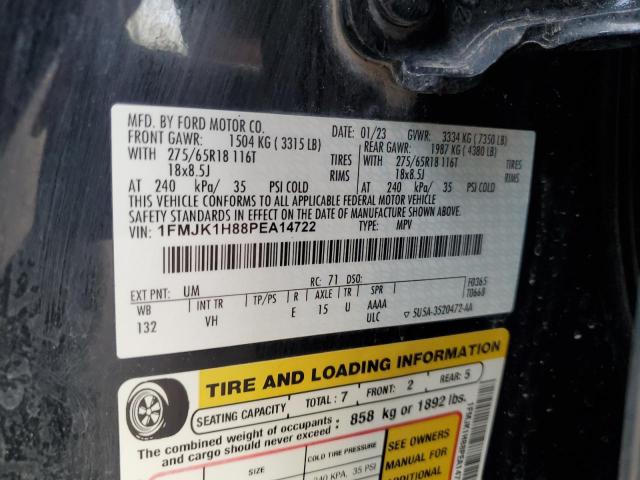 MFD. BY FORD MOTOR CO.
DATE: 01/23 GVWR: 3334 KG (7350 LB)
FRONT GAWR: 1504 KG (3315 LB) REAR GAWR: 1987 KG (4380 LB)
WITH 275/65R18 116T TIRES 275/65R18 116T TIRES
18x8.5J RIMS WITH 18x8.5J RIMS
AT 240 kPa/ 35 PSI COLD AT 240 kPa/ 35 PSI COLD
THIS VEHICLE CONFORMS TO ALL APPLICABLE FEDERAL MOTOR VEHICLE
SAFETY STANDARDS IN EFFECT ON THE DATE OF MANUFACTURE SHOWN ABOVE.
VIN: 1FMJK1H88PEA14722 TYPE: MPV
EXT PNT: UM RC: 71 DSO: F0365
T0660
WB INT TR TP/PS R AXLE TR SPR
132 VH E 15 U AAAA
ULC 5U5A-3520472-AA
TIRE AND LOADING INFORMATION
SEATING CAPACITY TOTAL: 7 FRONT: 2 REAR: 5
The combined weight of occupants and cargo should never exceed: 858 kg or 1892 lbs.
SIZE COLD TIRE PRESSURE
240 KPA, 35 PSI
SEE OWNERS
MANUAL FOR
ADDITIONAL